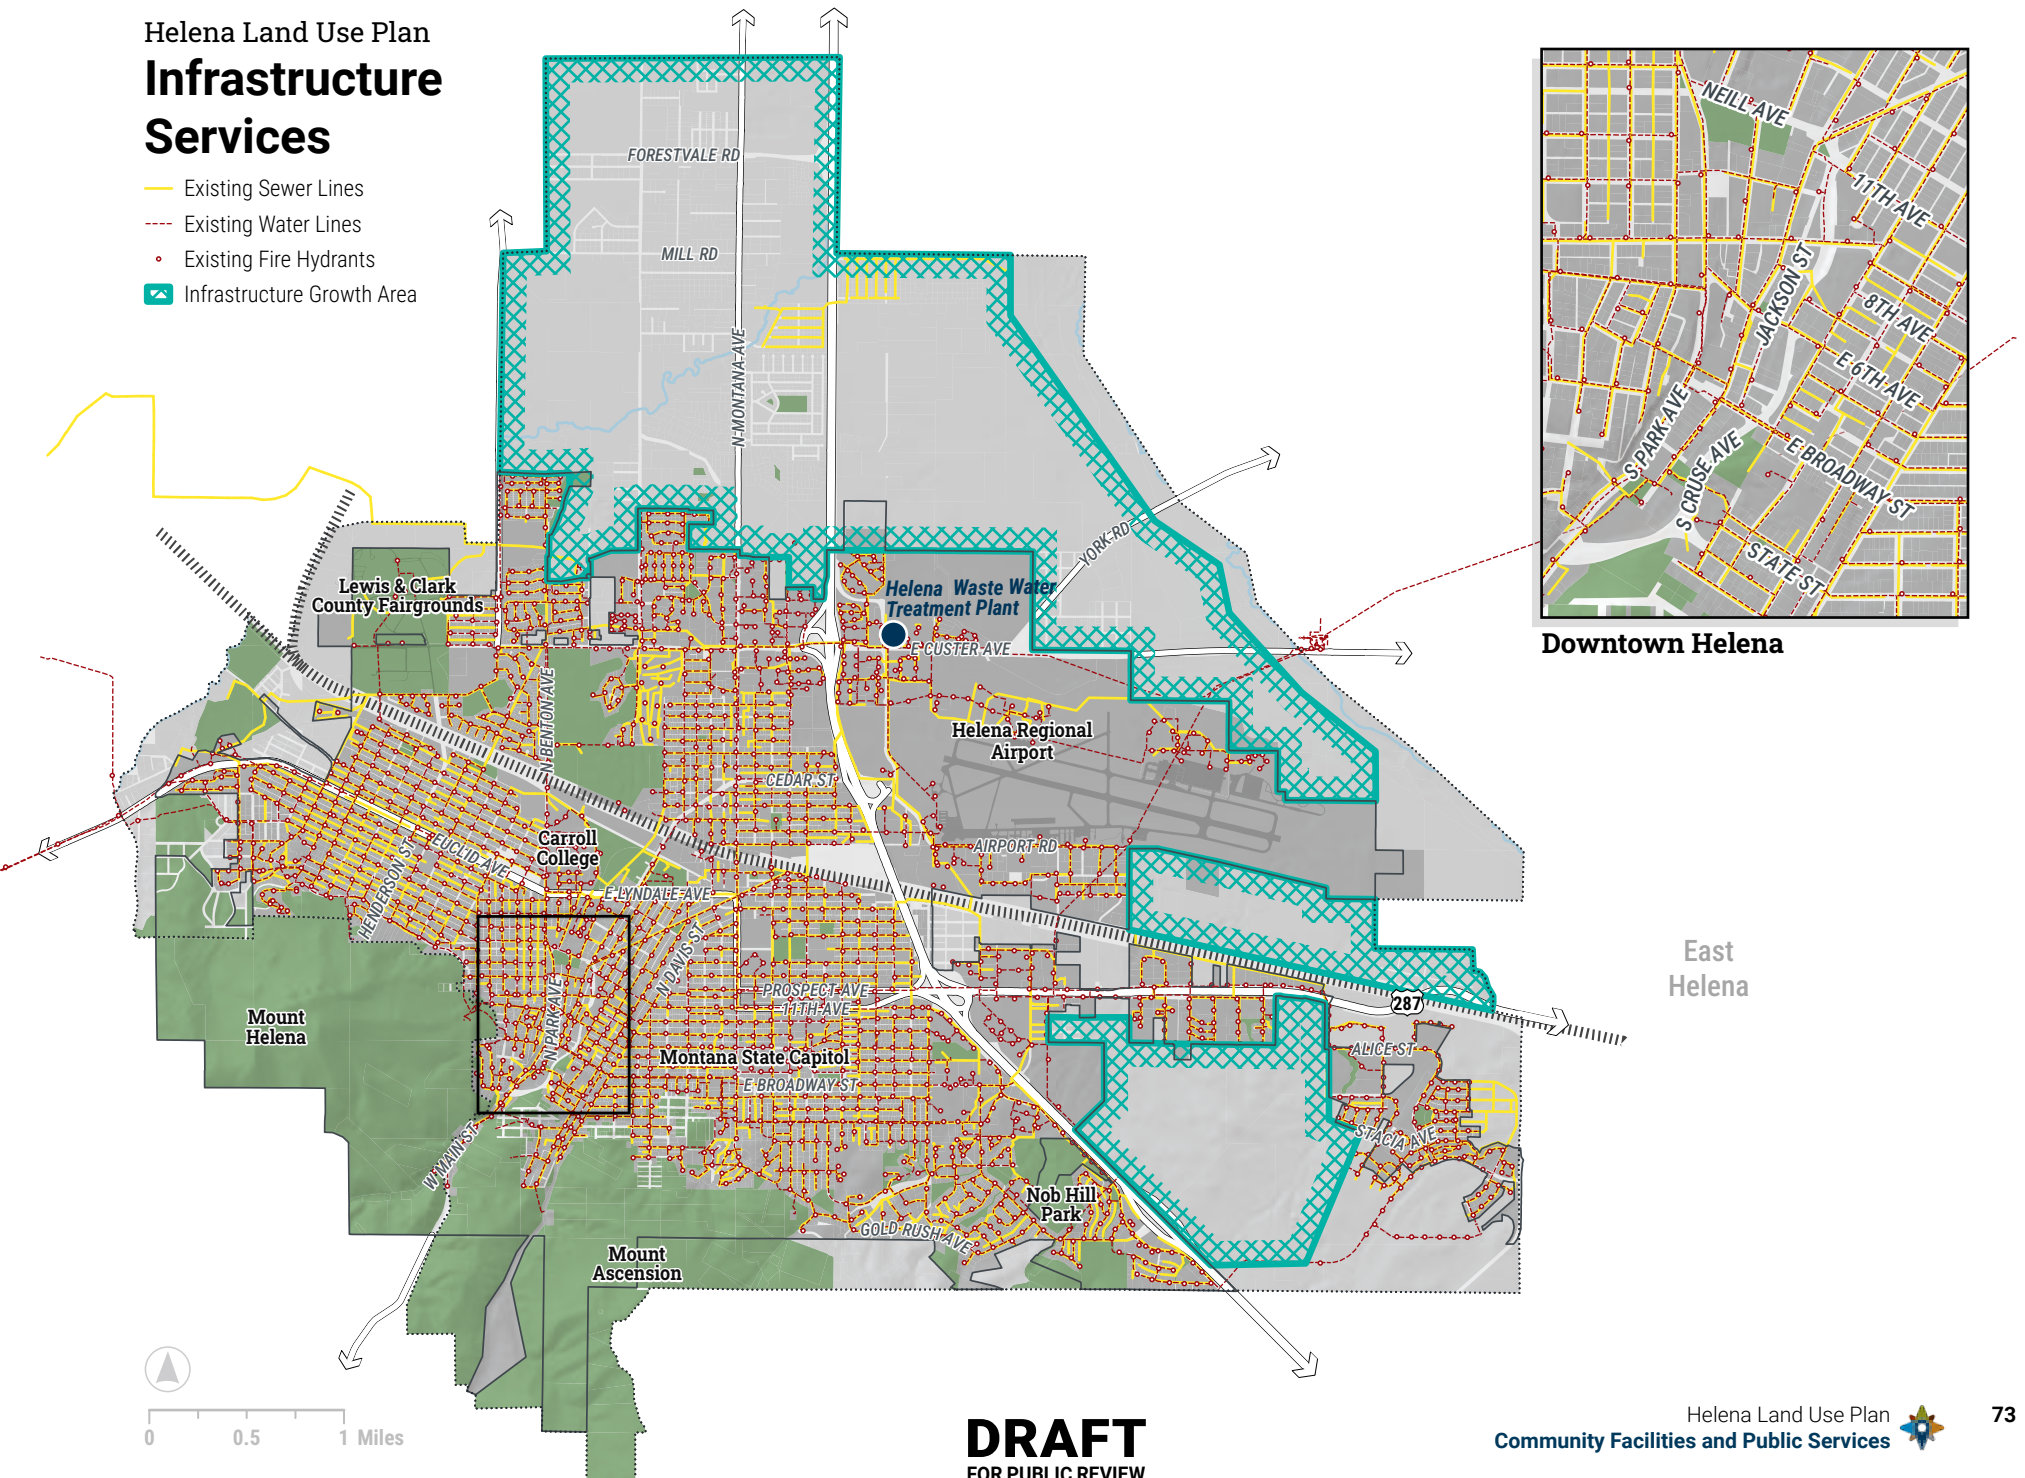 Helena Land Use Plan
Infrastructure
Services
Existing Sewer Lines
Existing Water Lines
Existing Fire Hydrants
Infrastructure Growth Area
FORESTVALE RD
MILL RD
N MONTANA AVE
YORK RD
Lewis & Clark
County Fairgrounds
Helena Waste Water
Treatment Plant
E CUSTER AVE
N BENTON AVE
Helena Regional
Airport
CEDAR ST
AIRPORT RD
Carroll
College
EUCLID AVE
HENDERSON ST
E LYNDALE AVE
N DAVIS ST
N PARK AVE
PROSPECT AVE
11TH AVE
287
Mount
Helena
Montana State Capitol
E BROADWAY ST
ALICE ST
STACIA AVE
W MAIN ST
Nob Hill
Park
GOLD RUSH AVE
Mount
Ascension
East
Helena
NEILL AVE
11TH AVE
JACKSON ST
8TH AVE
E 6TH AVE
S PARK AVE
S CRUSE AVE
E BROADWAY ST
STATE ST
Downtown Helena
0 0.5 1 Miles
DRAFT
FOR PUBLIC REVIEW
Helena Land Use Plan
Community Facilities and Public Services
73